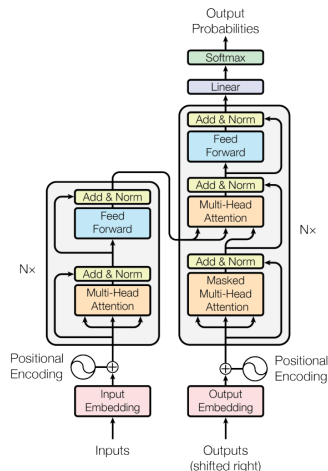 Output
Probabilities
Softmax
Linear
Add & Norm
Feed
Forward
Add & Norm
Multi-Head
Attention
N×
Add & Norm
Masked
Multi-Head
Attention
Positional
Encoding
Output
Embedding
Outputs
(shifted right)
Add & Norm
Feed
Forward
N×
Add & Norm
Multi-Head
Attention
Positional
Encoding
Input
Embedding
Inputs